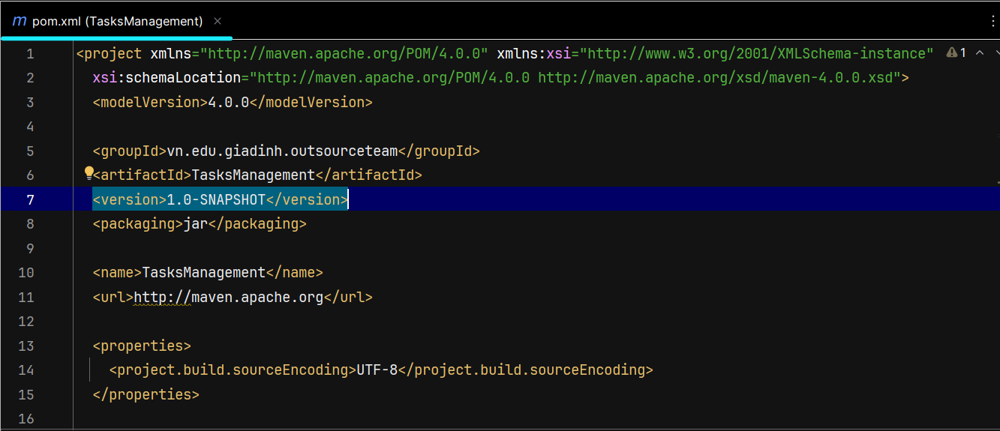 m pom.xml (TasksManagement) ×
1 <project xmlns="http://maven.apache.org/POM/4.0.0" xmlns:xsi="http://www.w3.org/2001/XMLSchema-instance" 1
2 xsi:schemaLocation="http://maven.apache.org/POM/4.0.0 http://maven.apache.org/xsd/maven-4.0.0.xsd">
3 <modelVersion>4.0.0</modelVersion>
4
5 <groupId>vn.edu.giadinh.outsourceteam</groupId>
6 <artifactId>TasksManagement</artifactId>
7 <version>1.0-SNAPSHOT</version>
8 <packaging>jar</packaging>
9
10 <name>TasksManagement</name>
11 <url>http://maven.apache.org</url>
12
13 <properties>
14 <project.build.sourceEncoding>UTF-8</project.build.sourceEncoding>
15 </properties>
16